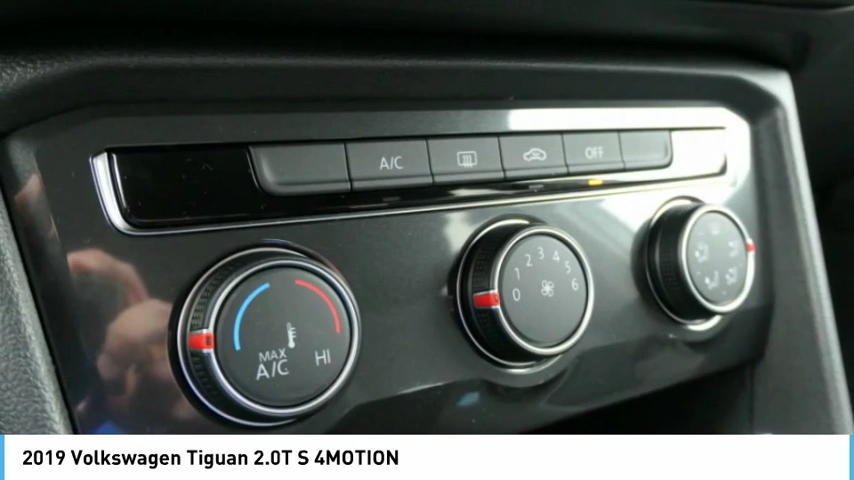 A/C OFF
0 1 2 3 4 5 6
MAX
A/C HI
2019 Volkswagen Tiguan 2.0T S 4MOTION